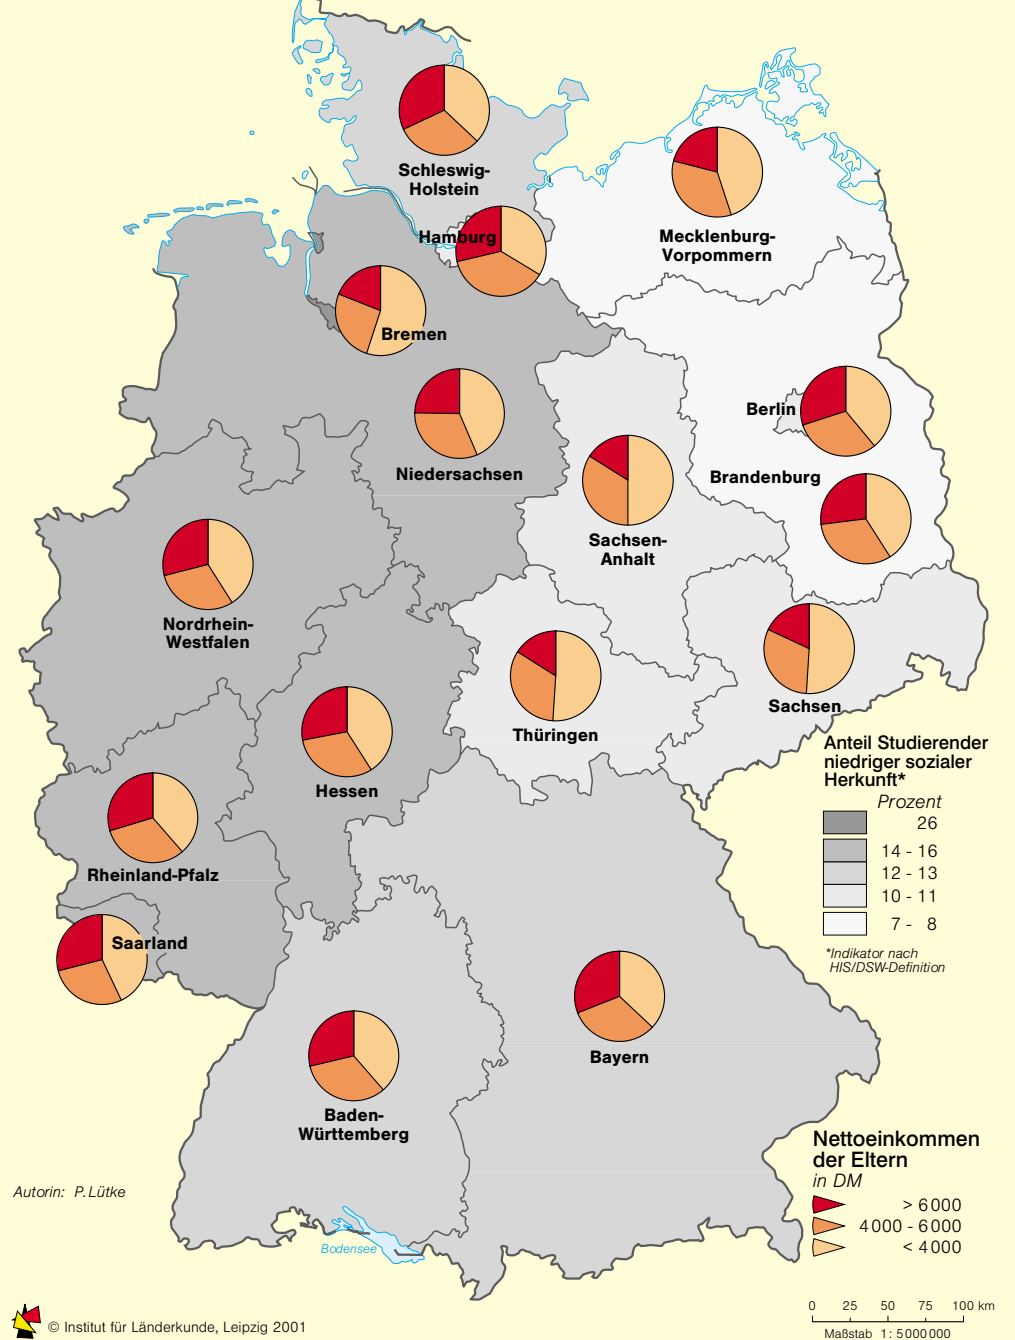 Schleswig-
Holstein
Mecklenburg-
Vorpommern
Hamburg
Bremen
Berlin
Niedersachsen
Brandenburg
Sachsen-
Anhalt
Nordrhein-
Westfalen
Sachsen
Thüringen
Hessen
Rheinland-Pfalz
Saarland
Bayern
Baden-
Württemberg
Bodensee
Anteil Studierender
niedriger sozialer
Herkunft*
Prozent
26
14 - 16
12 - 13
10 - 11
7 - 8
*Indikator nach
HIS/DSW-Definition
Nettoeinkommen
der Eltern
in DM
> 6000
4000 - 6000
< 4000
Autorin: P.Lütke
© Institut für Länderkunde, Leipzig 2001
0 25 50 75 100 km
Maßstab 1: 5000000